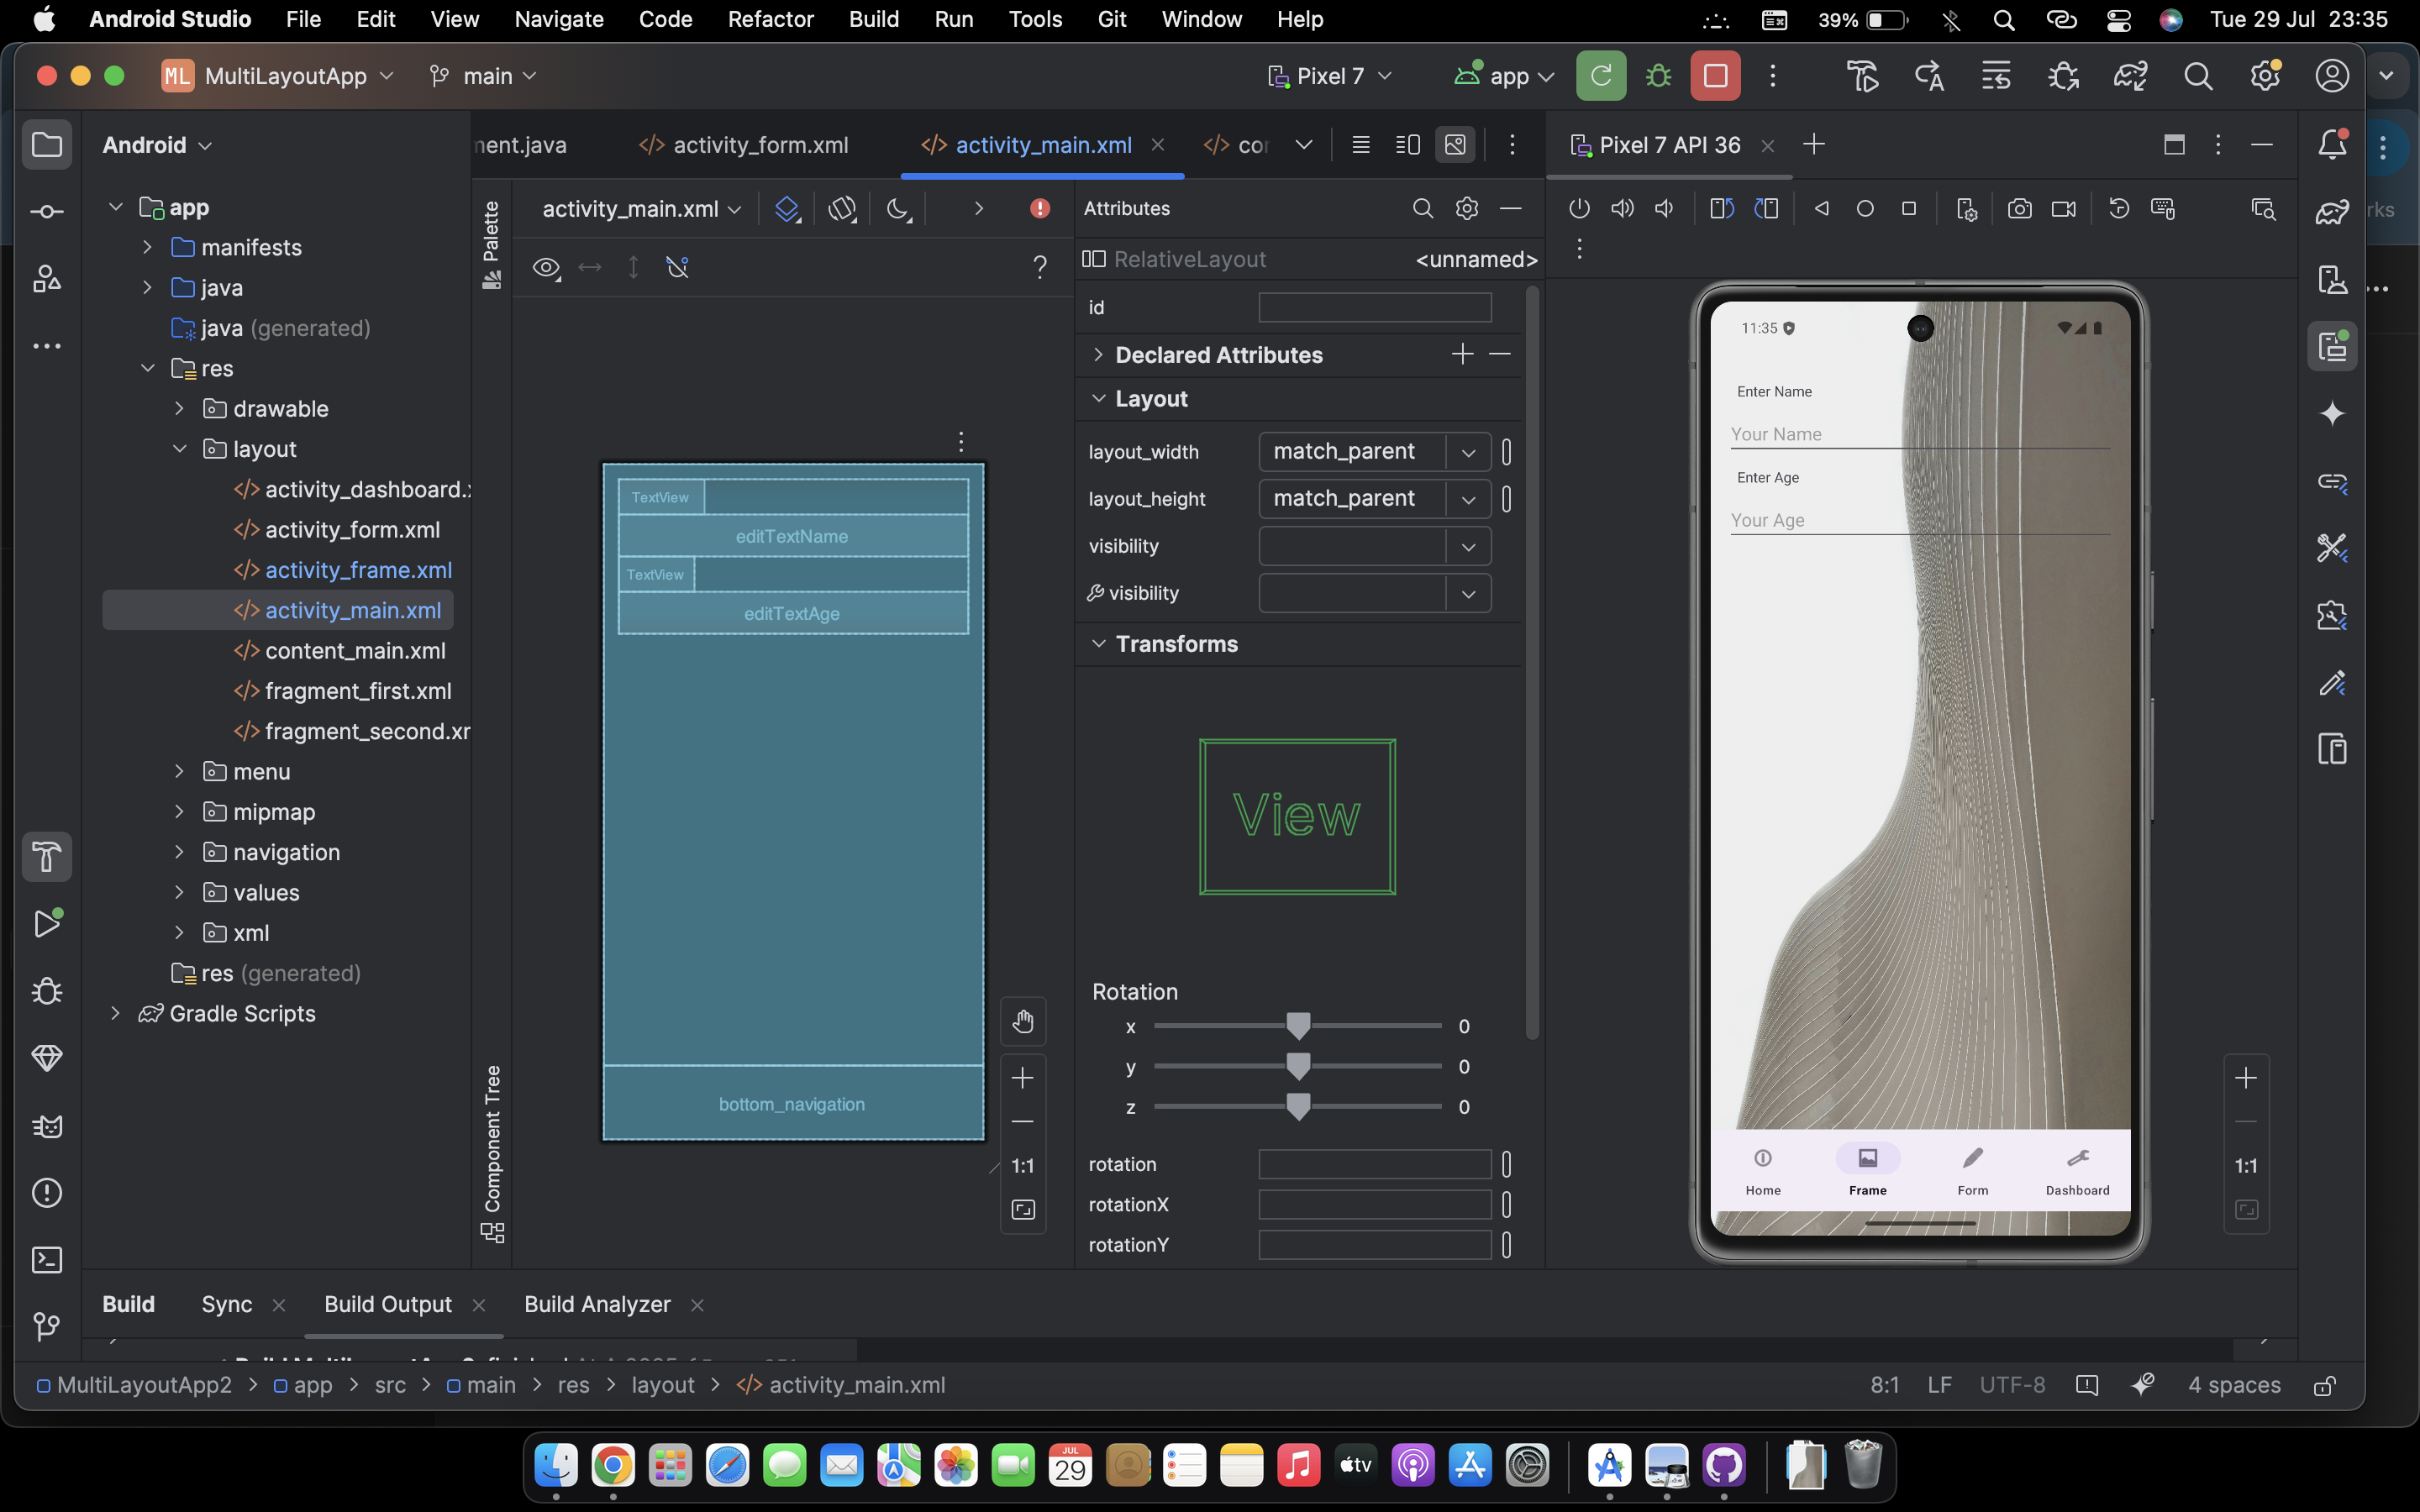 Android Studio File Edit View Navigate Code Refactor Build Run Tools Git Window Help 39% Tue 29 Jul 23:35
ML MultiLayoutApp main Pixel 7 app
Android
ment.java activity_form.xml activity_main.xml cor Pixel 7 API 36
app
manifests
java
java (generated)
res
drawable
layout
activity_dashboard.
activity_form.xml
activity_frame.xml
activity_main.xml
content_main.xml
fragment_first.xml
fragment_second.xr
menu
mipmap
navigation
values
xml
res (generated)
Gradle Scripts
Palette
Component Tree
activity_main.xml
?
TextView
editTextName
TextView
editTextAge
bottom_navigation
1:1
Attributes
RelativeLayout <unnamed>
id
Declared Attributes
Layout
layout_width match_parent
layout_height match_parent
visibility
visibility
Transforms
View
Rotation
x 0
y 0
z 0
rotation
rotationX
rotationY
11:35
Enter Name
Your Name
Enter Age
Your Age
Home Frame Form Dashboard
1:1
rks
Build Sync Build Output Build Analyzer
MultiLayoutApp2 > app > src > main > res > layout > activity_main.xml 8:1 LF UTF-8 4 spaces
JUL
29
tv